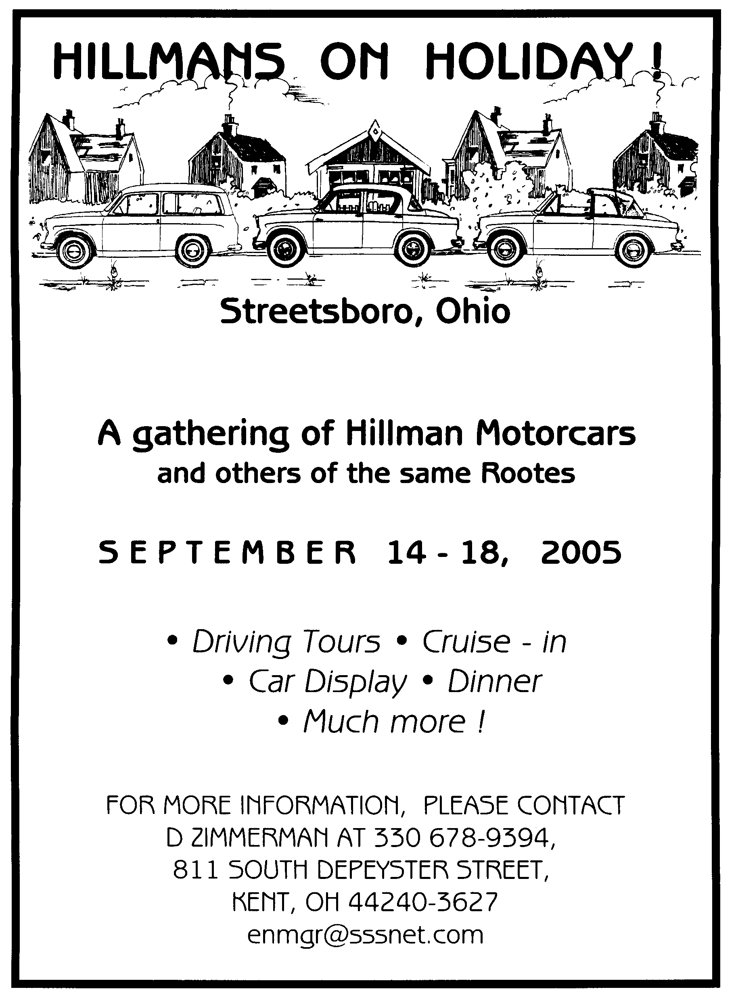 HILLMANS ON HOLIDAY !
Streetsboro, Ohio
A gathering of Hillman Motorcars
and others of the same Rootes
SEPTEMBER 14 - 18, 2005
• Driving Tours • Cruise - in
• Car Display • Dinner
• Much more !
FOR MORE INFORMATION, PLEASE CONTACT
D ZIMMERMAN AT 330 678-9394,
811 SOUTH DEPEYSTER STREET,
KENT, OH 44240-3627
enmgr@sssnet.com